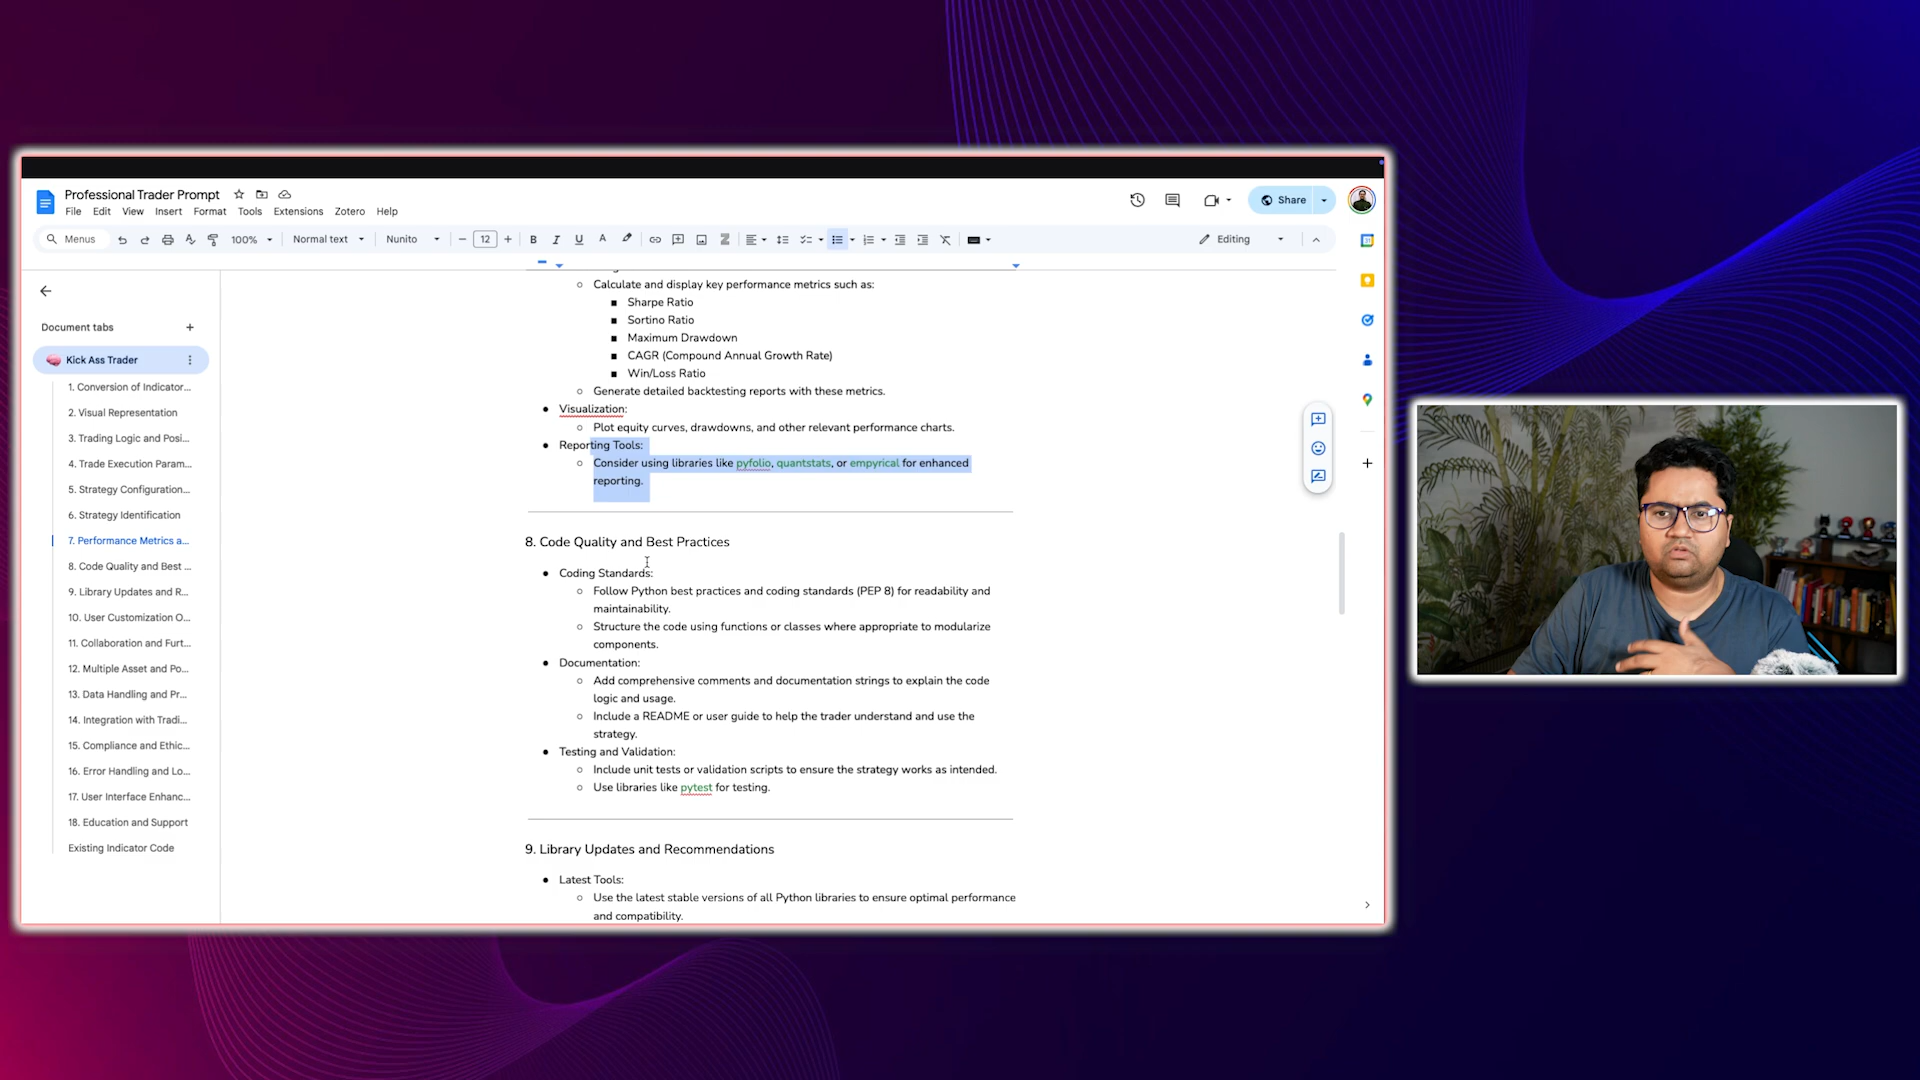 Professional Trader Prompt
File Edit View Insert Format Tools Extensions Zotero Help
Share
Menus 100% Normal text Nunito 12 Editing
Document tabs
Kick Ass Trader
1. Conversion of Indicator...
2. Visual Representation
3. Trading Logic and Posi...
4. Trade Execution Param...
5. Strategy Configuration...
6. Strategy Identification
7. Performance Metrics a...
8. Code Quality and Best ...
9. Library Updates and R...
10. User Customization O...
11. Collaboration and Furt...
12. Multiple Asset and Po...
13. Data Handling and Pr...
14. Integration with Tradi...
15. Compliance and Ethic...
16. Error Handling and Lo...
17. User Interface Enhanc...
18. Education and Support
Existing Indicator Code
Calculate and display key performance metrics such as:
Sharpe Ratio
Sortino Ratio
Maximum Drawdown
CAGR (Compound Annual Growth Rate)
Win/Loss Ratio
Generate detailed backtesting reports with these metrics.
Visualization:
Plot equity curves, drawdowns, and other relevant performance charts.
Reporting Tools:
Consider using libraries like pyfolio, quantstats, or empyrical for enhanced
reporting.
8. Code Quality and Best Practices
Coding Standards:
Follow Python best practices and coding standards (PEP 8) for readability and
maintainability.
Structure the code using functions or classes where appropriate to modularize
components.
Documentation:
Add comprehensive comments and documentation strings to explain the code
logic and usage.
Include a README or user guide to help the trader understand and use the
strategy.
Testing and Validation:
Include unit tests or validation scripts to ensure the strategy works as intended.
Use libraries like pytest for testing.
9. Library Updates and Recommendations
Latest Tools:
Use the latest stable versions of all Python libraries to ensure optimal performance
and compatibility.